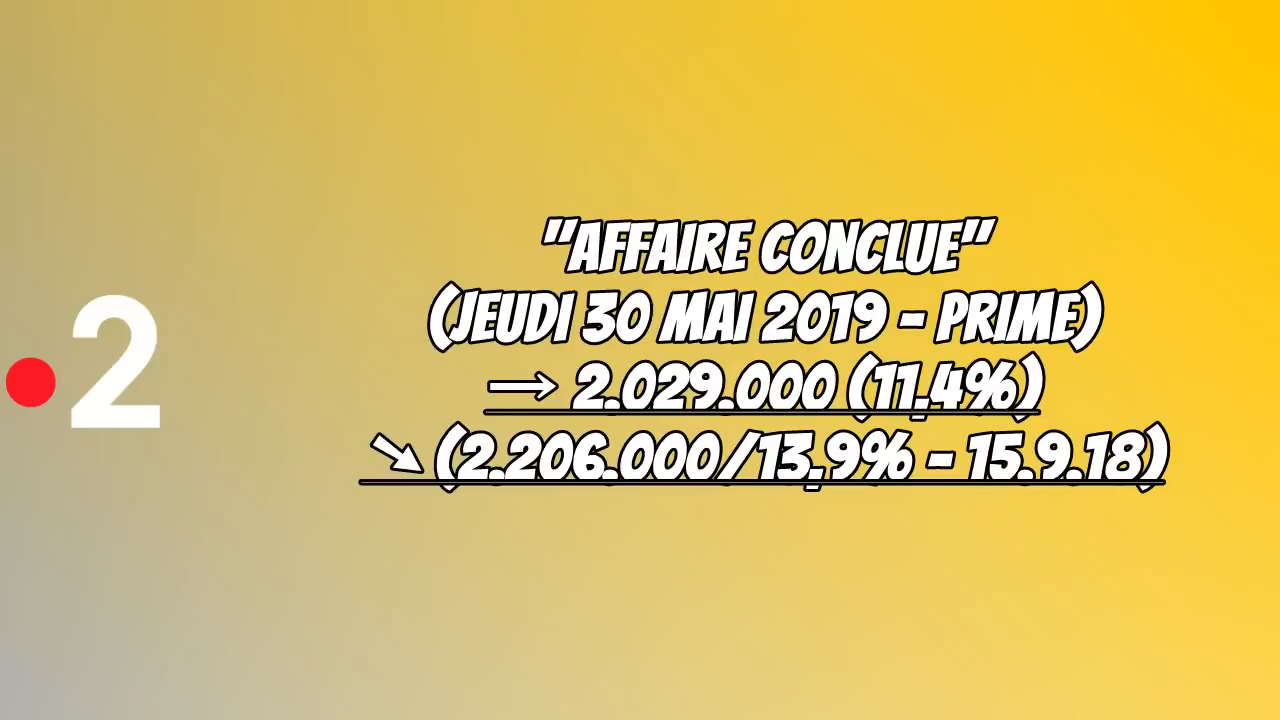 "AFFAIRE CONCLUE"
(JEUDI 30 MAI 2019 - PRIME)
→ 2.029.000 (11,4%)
↘ (2.206.000/13,9% - 15.9.18)
2